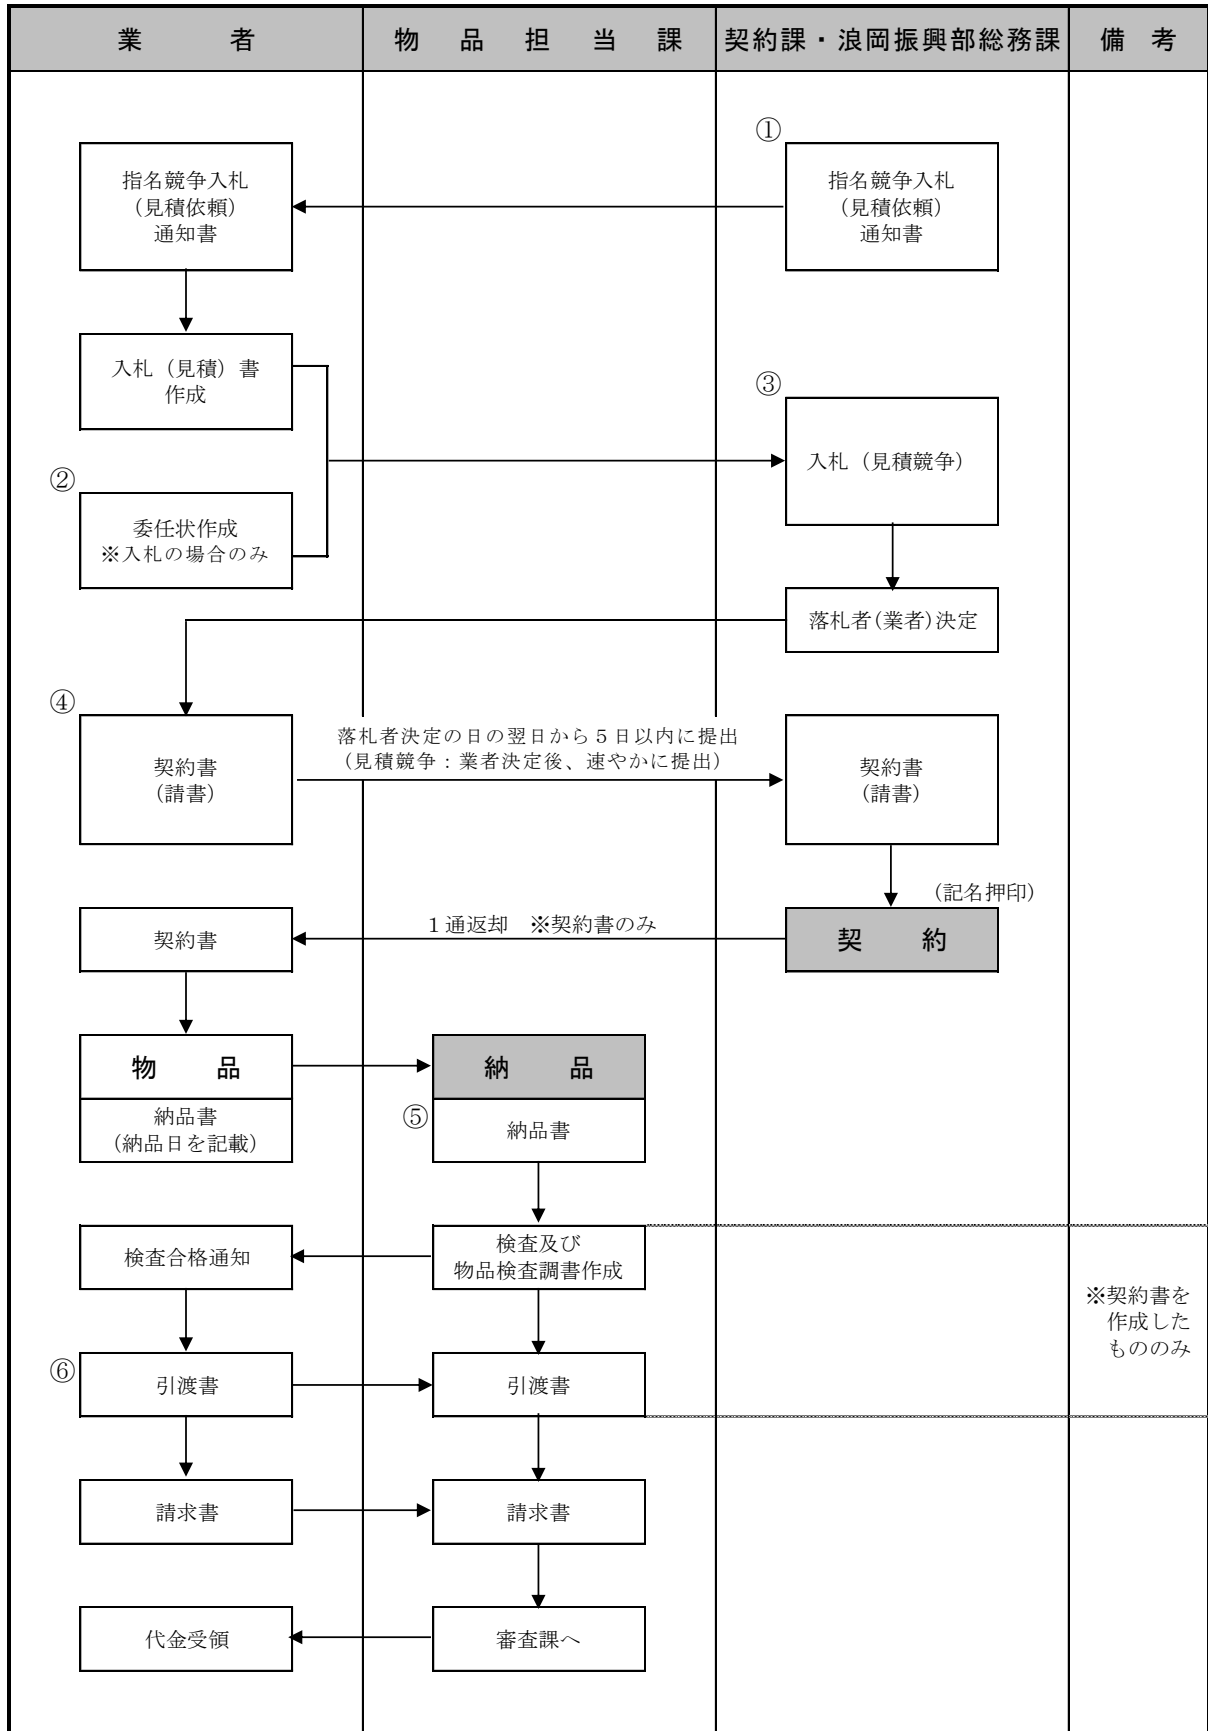 業　者
物品担当課
契約課・浪岡振興部総務課
備考
①
指名競争入札
（見積依頼）
通知書
指名競争入札
（見積依頼）
通知書
入札（見積）書
作成
③
入札（見積競争）
②
委任状作成
※入札の場合のみ
落札者(業者)決定
④
契約書
（請書）
落札者決定の日の翌日から５日以内に提出
（見積競争：業者決定後、速やかに提出）
契約書
（請書）
（記名押印）
契約書
１通返却　※契約書のみ
契　約
物　品
納　品
納品書
（納品日を記載）
⑤
納品書
検査合格通知
検査及び
物品検査調書作成
※契約書を
作成した
もののみ
⑥
引渡書
引渡書
請求書
請求書
代金受領
審査課へ